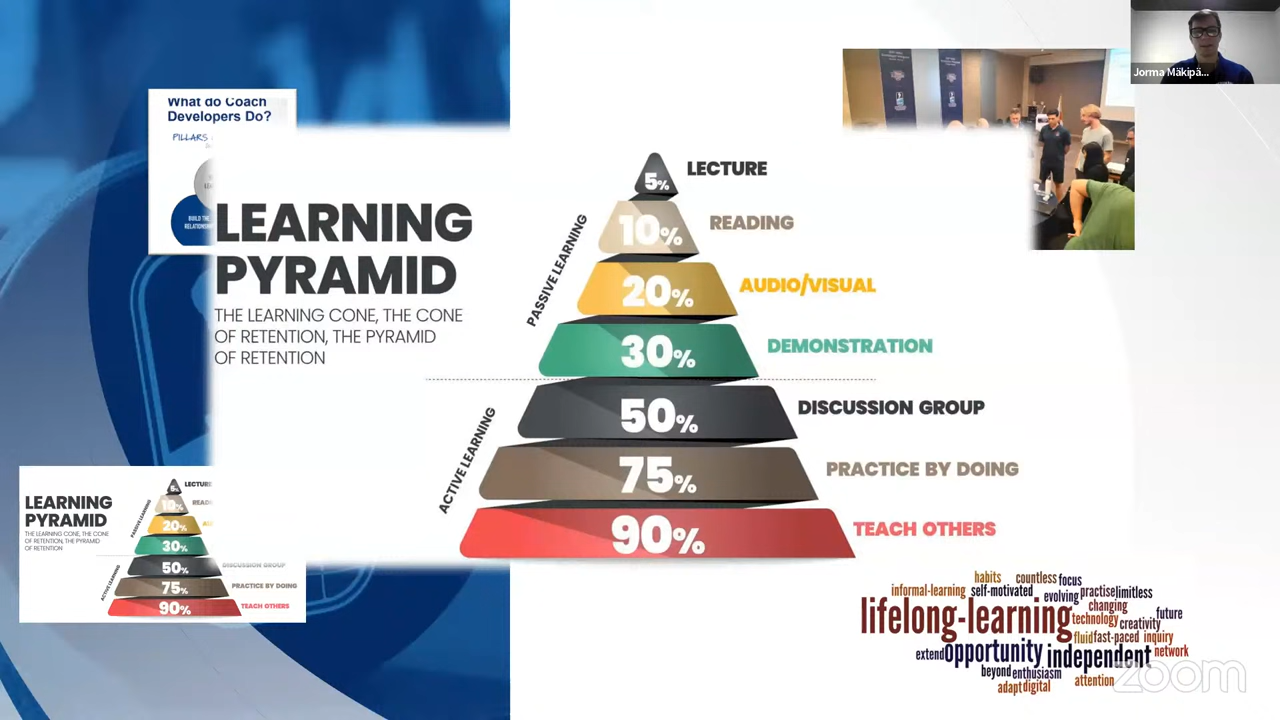 What do Coach
Developers Do?
PILLARS
BUILD THE
RELATIONSHIP
Jorma Mäkipä...
LEARNING
PYRAMID
THE LEARNING CONE, THE CONE
OF RETENTION, THE PYRAMID
OF RETENTION
PASSIVE LEARNING
ACTIVE LEARNING
5% LECTURE
10% READING
20% AUDIO/VISUAL
30% DEMONSTRATION
50% DISCUSSION GROUP
75% PRACTICE BY DOING
90% TEACH OTHERS
LEARNING
PYRAMID
THE LEARNING CONE, THE CONE
OF RETENTION, THE PYRAMID
OF RETENTION
PASSIVE LEARNING
ACTIVE LEARNING
5% LECTURE
10%
20%
30%
50% DISCUSSION GROUP
75% PRACTICE BY DOING
90% TEACH OTHERS
habits countless focus
informal-learning self-motivated evolving practise limitless
lifelong-learning changing
technology future
creativity
fluid fast-paced inquiry
extend opportunity independent network
beyond enthusiasm
adapt digital attention
zoom